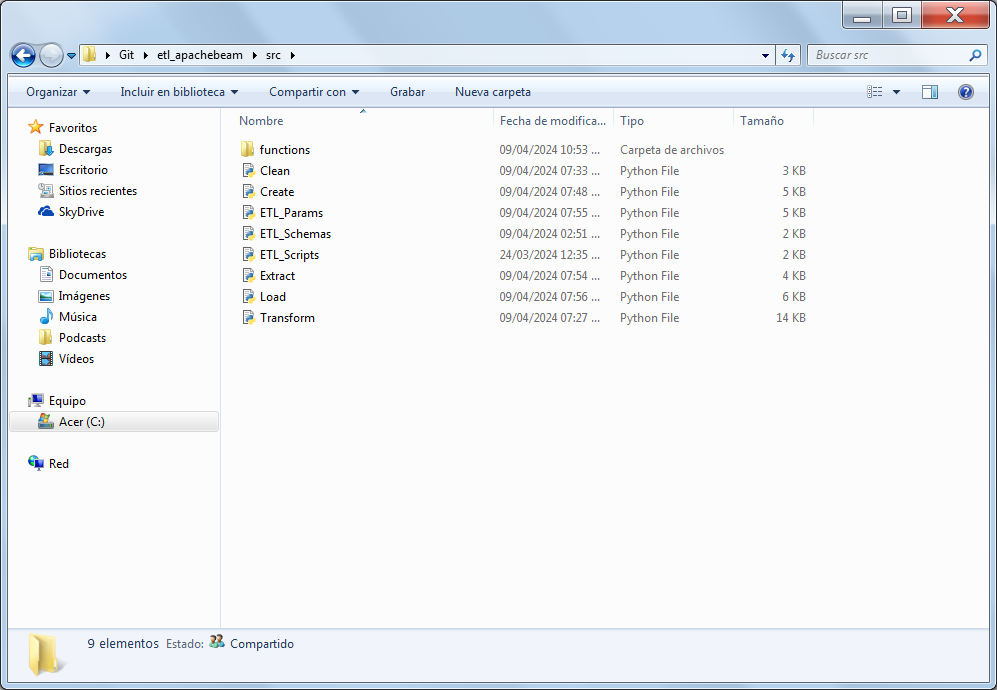 Git etl_apachebeam src Buscar src
Organizar Incluir en biblioteca Compartir con Grabar Nueva carpeta
Favoritos
Descargas
Escritorio
Sitios recientes
SkyDrive
Bibliotecas
Documentos
Imágenes
Música
Podcasts
Vídeos
Equipo
Acer (C:)
Red
Nombre Fecha de modifica... Tipo Tamaño
functions 09/04/2024 10:53 ... Carpeta de archivos
Clean 09/04/2024 07:33 ... Python File 3 KB
Create 09/04/2024 07:48 ... Python File 5 KB
ETL_Params 09/04/2024 07:55 ... Python File 5 KB
ETL_Schemas 09/04/2024 02:51 ... Python File 2 KB
ETL_Scripts 24/03/2024 12:35 ... Python File 2 KB
Extract 09/04/2024 07:54 ... Python File 4 KB
Load 09/04/2024 07:56 ... Python File 6 KB
Transform 09/04/2024 07:27 ... Python File 14 KB
9 elementos Estado: Compartido